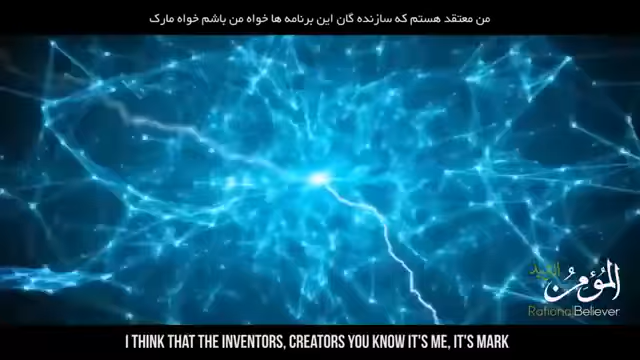 من معتقد هستم که سازنده گان این برنامه ها خواه من باشم خواه مارک
المؤمن
Rational Believer
I THINK THAT THE INVENTORS, CREATORS YOU KNOW IT'S ME, IT'S MARK